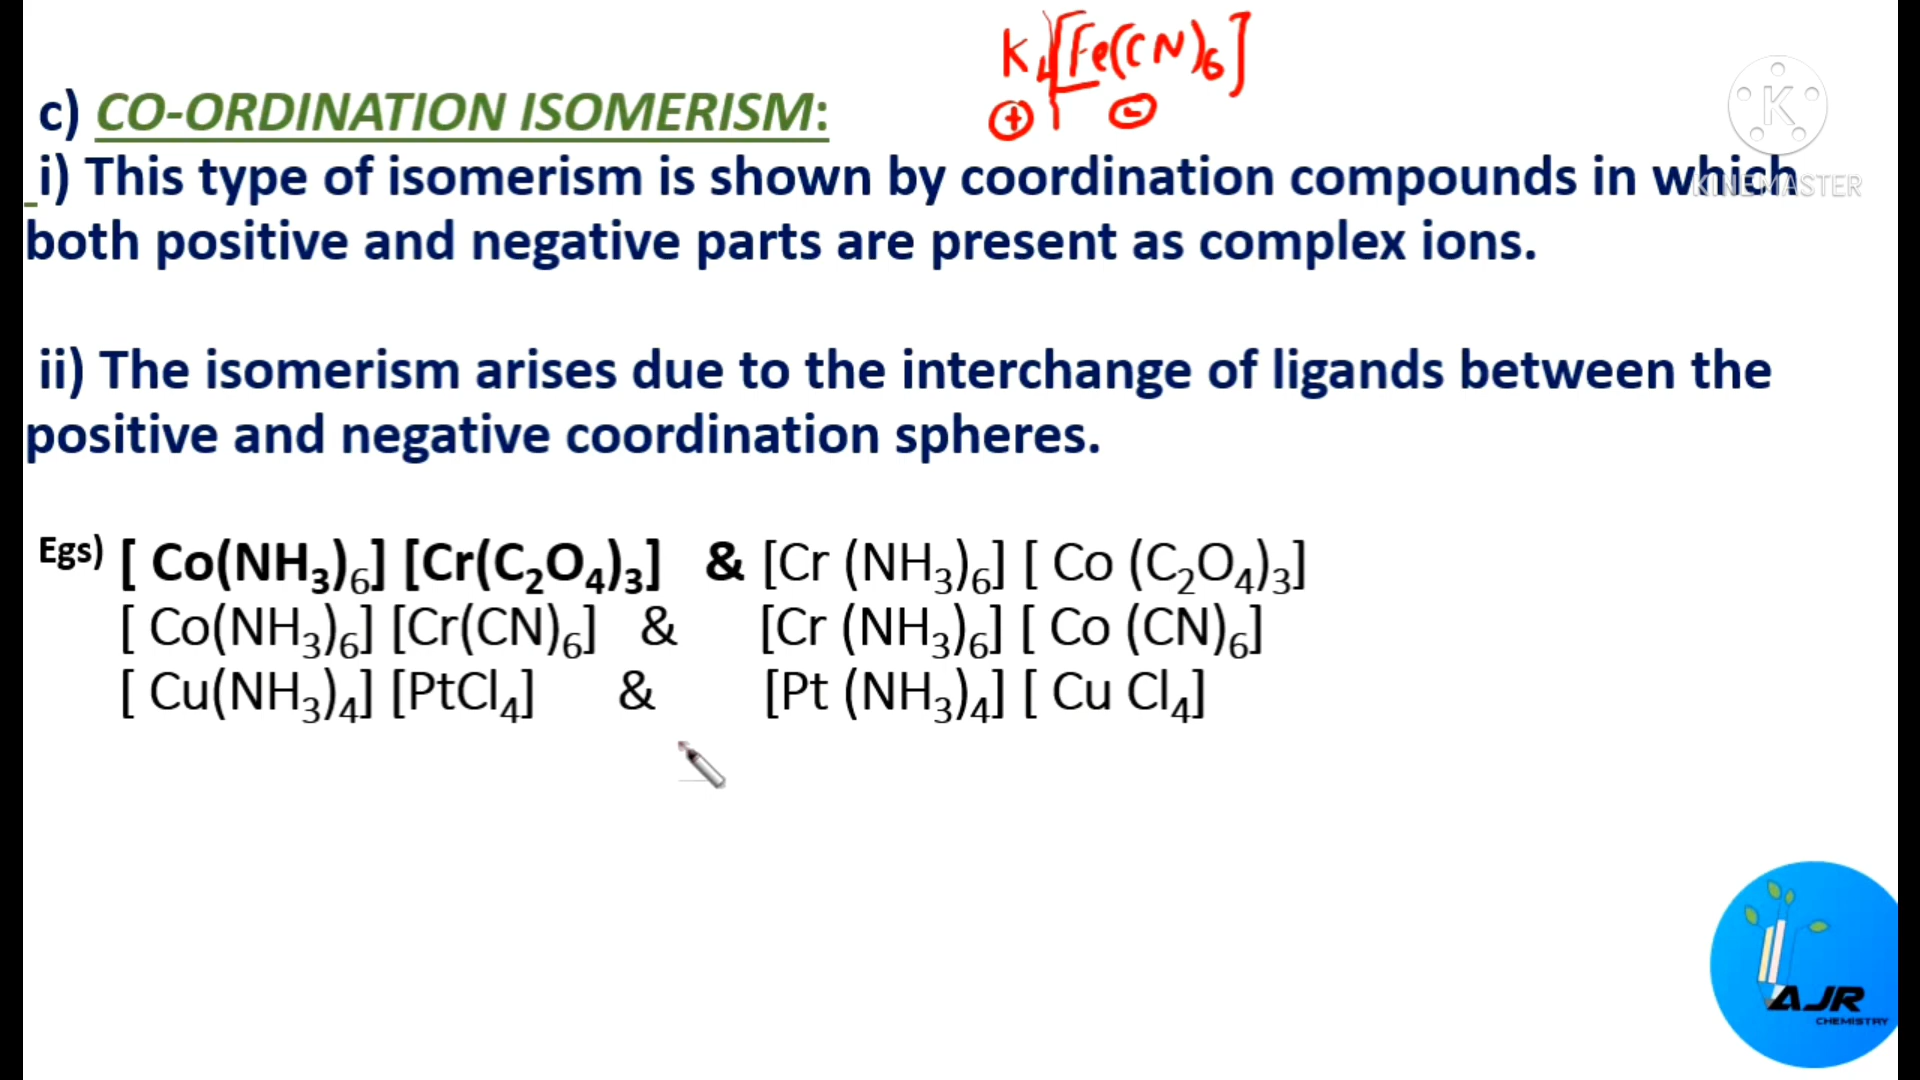 K₄[Fe(CN)₆]
+ -
c) CO-ORDINATION ISOMERISM:
i) This type of isomerism is shown by coordination compounds in which
both positive and negative parts are present as complex ions.
ii) The isomerism arises due to the interchange of ligands between the
positive and negative coordination spheres.
Egs) [ Co(NH₃)₆] [Cr(C₂O₄)₃] & [Cr (NH₃)₆] [ Co (C₂O₄)₃]
[ Co(NH₃)₆] [Cr(CN)₆] & [Cr (NH₃)₆] [ Co (CN)₆]
[ Cu(NH₃)₄] [PtCl₄] & [Pt (NH₃)₄] [ Cu Cl₄]
K
KINEMASTER
AJR
CHEMISTRY